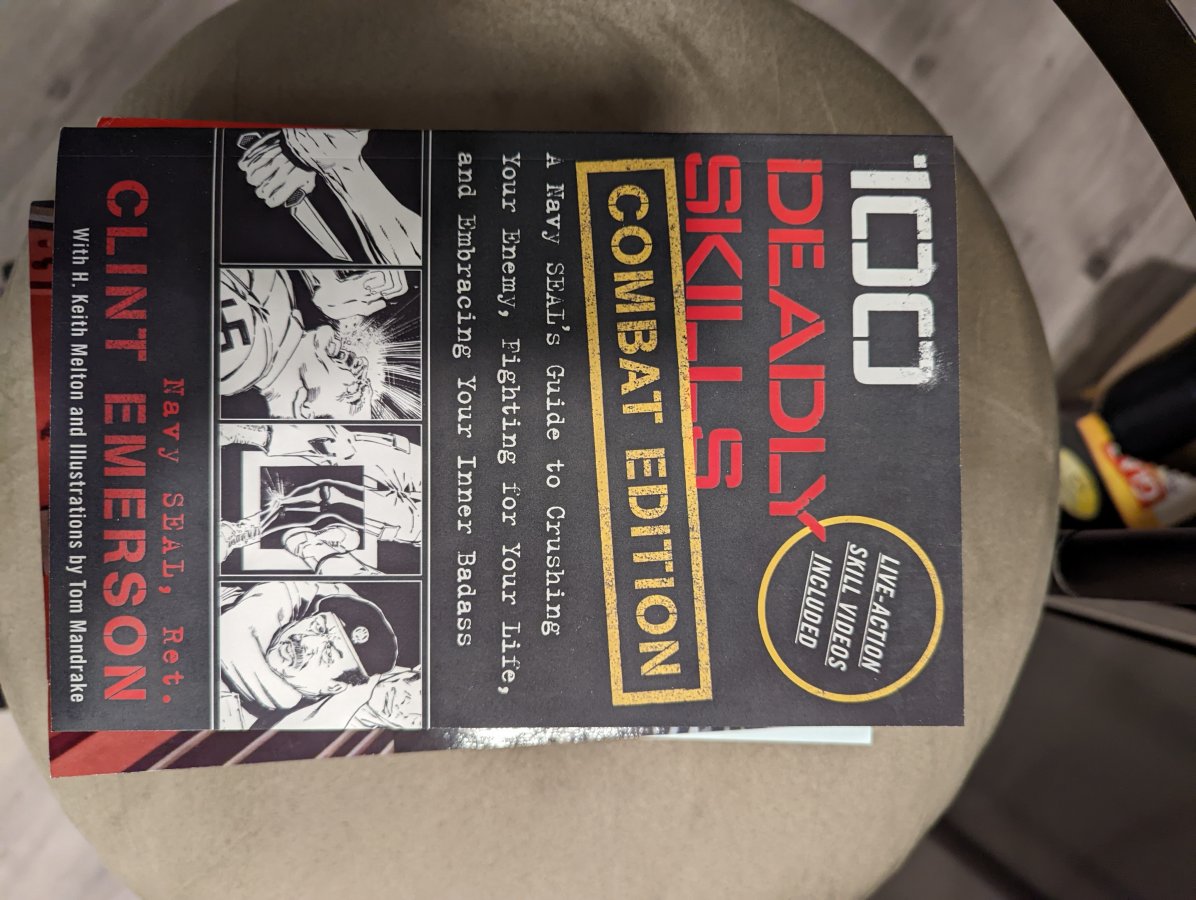 100
DEADLY
SKILLS
LIVE-ACTION
SKILL VIDEOS
INCLUDED
COMBAT EDITION
A Navy SEAL's Guide to Crushing
Your Enemy, Fighting for Your Life,
and Embracing Your Inner Badass
Navy SEAL, Ret.
CLINT EMERSON
With H. Keith Melton and Illustrations by Tom Mandrake